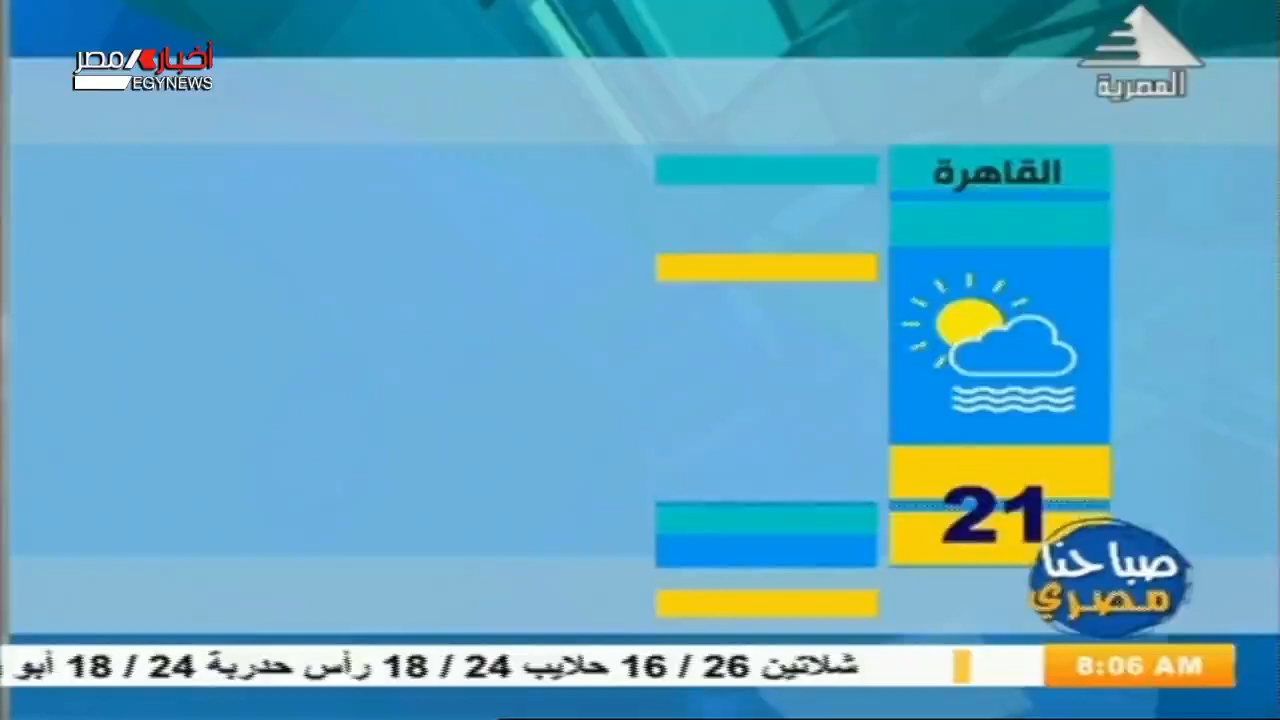 أخبار/مصر
EGYNEWS
المصرية
القاهرة
21
صباحنا
مصري
شلاتين 26 / 16 حلايب 24 / 18 رأس حدربة 24 / 18 أبو
8:06 AM